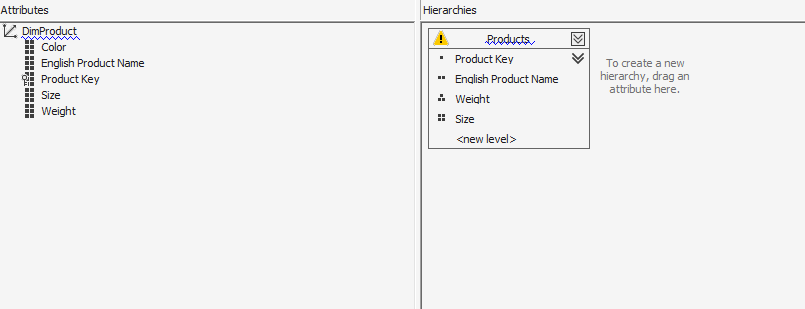 Attributes
DimProduct
Color
English Product Name
Product Key
Size
Weight
Hierarchies
Products
Product Key
English Product Name
Weight
Size
<new level>
To create a new
hierarchy, drag an
attribute here.